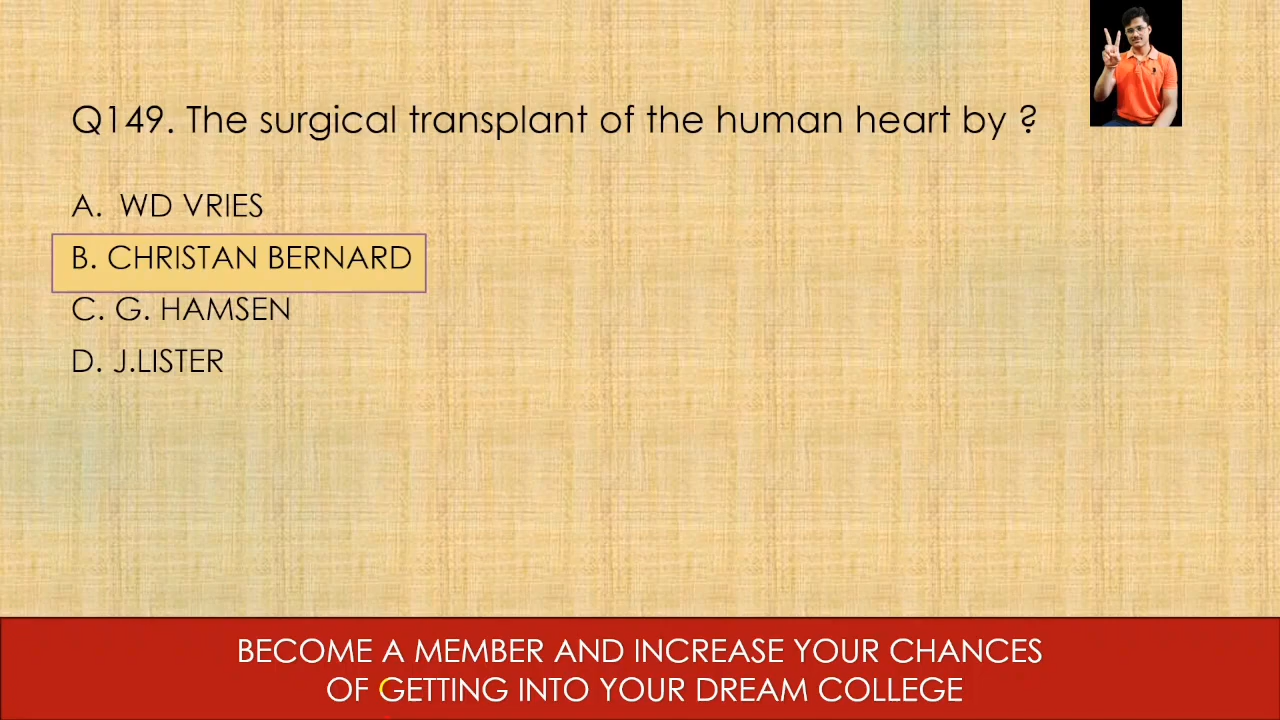 Q149. The surgical transplant of the human heart by ?
A. WD VRIES
B. CHRISTAN BERNARD
C. G. HAMSEN
D. J.LISTER
BECOME A MEMBER AND INCREASE YOUR CHANCES
OF GETTING INTO YOUR DREAM COLLEGE